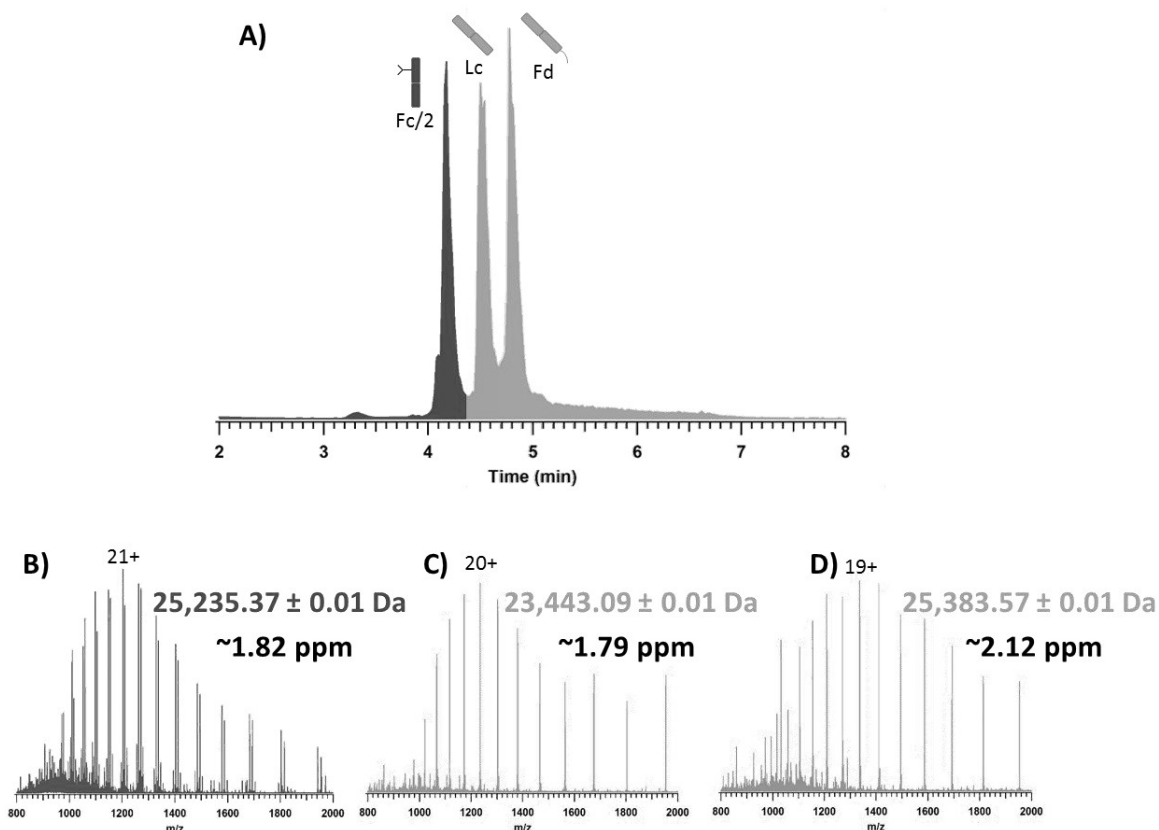 A)
Fc/2
Lc
Fd
2 3 4 5 6 7 8
Time (min)
B)
21+
25,235.37 ± 0.01 Da
~1.82 ppm
800 1000 1200 1400 1600 1800 2000
m/z
C)
20+
23,443.09 ± 0.01 Da
~1.79 ppm
800 1000 1200 1400 1600 1800 2000
m/z
D)
19+
25,383.57 ± 0.01 Da
~2.12 ppm
800 1000 1200 1400 1600 1800 2000
m/z